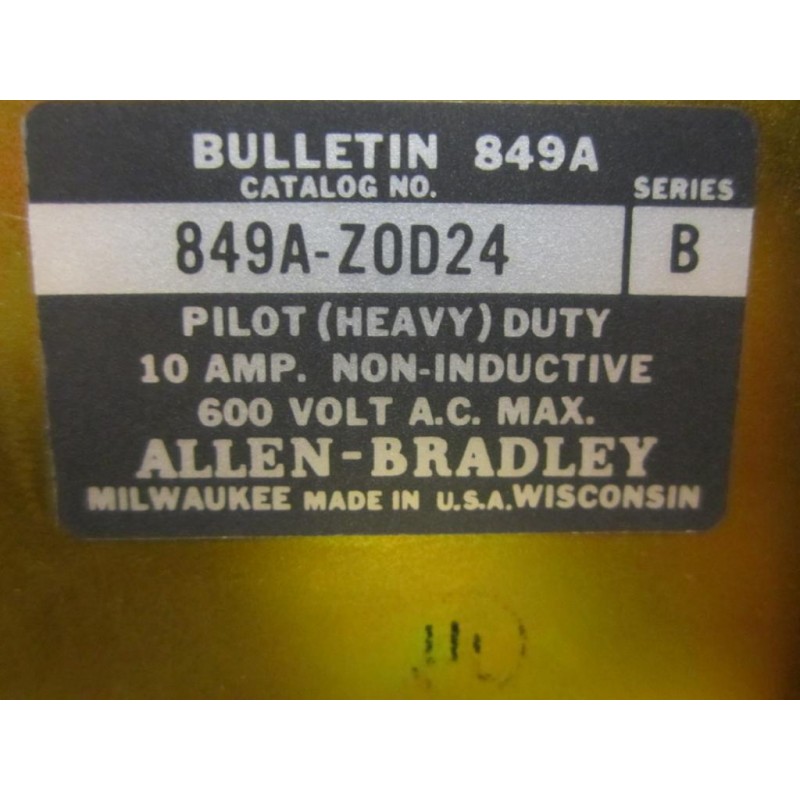 BULLETIN 849A
CATALOG NO. SERIES
849A-ZOD24 B
PILOT (HEAVY) DUTY
10 AMP. NON-INDUCTIVE
600 VOLT A.C. MAX.
ALLEN-BRADLEY
MILWAUKEE MADE IN U.S.A. WISCONSIN